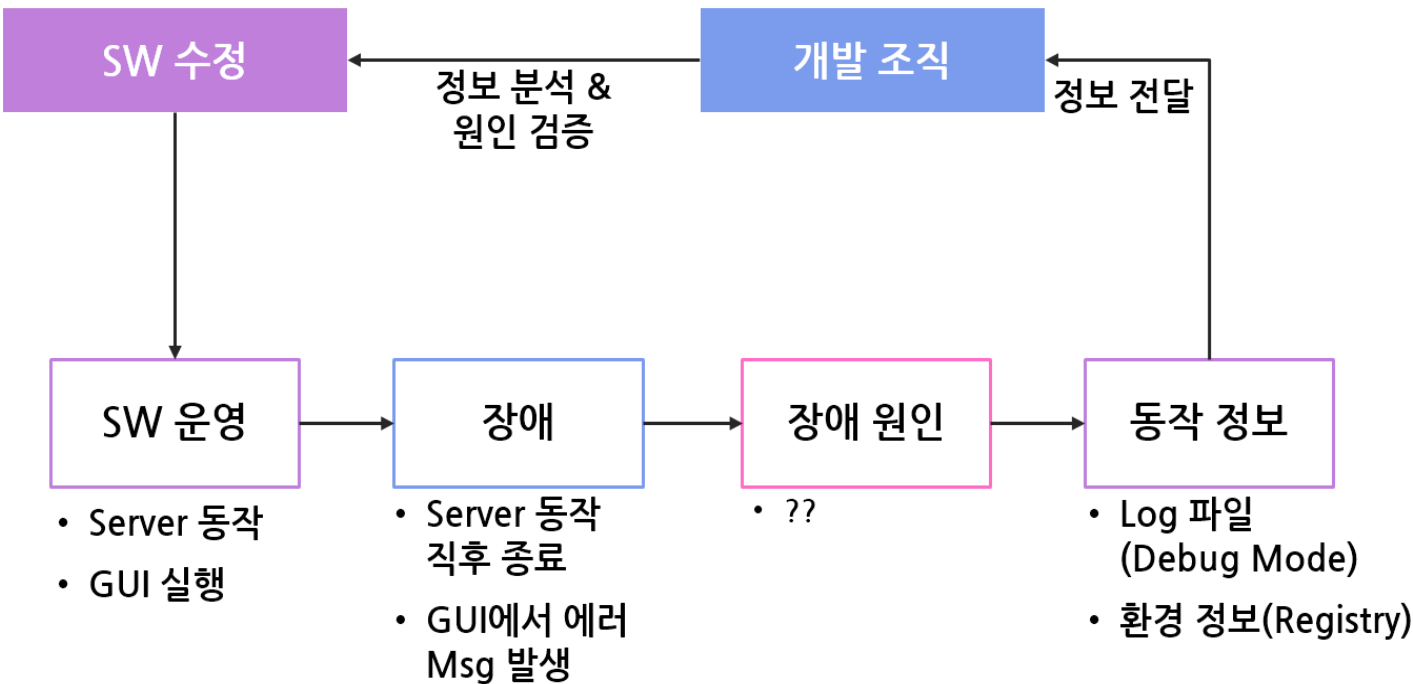 SW 수정
개발 조직
정보 분석 &
원인 검증
정보 전달
SW 운영
장애
장애 원인
동작 정보
• Server 동작
• GUI 실행
• Server 동작
직후 종료
• GUI에서 에러
Msg 발생
• ??
• Log 파일
(Debug Mode)
• 환경 정보(Registry)